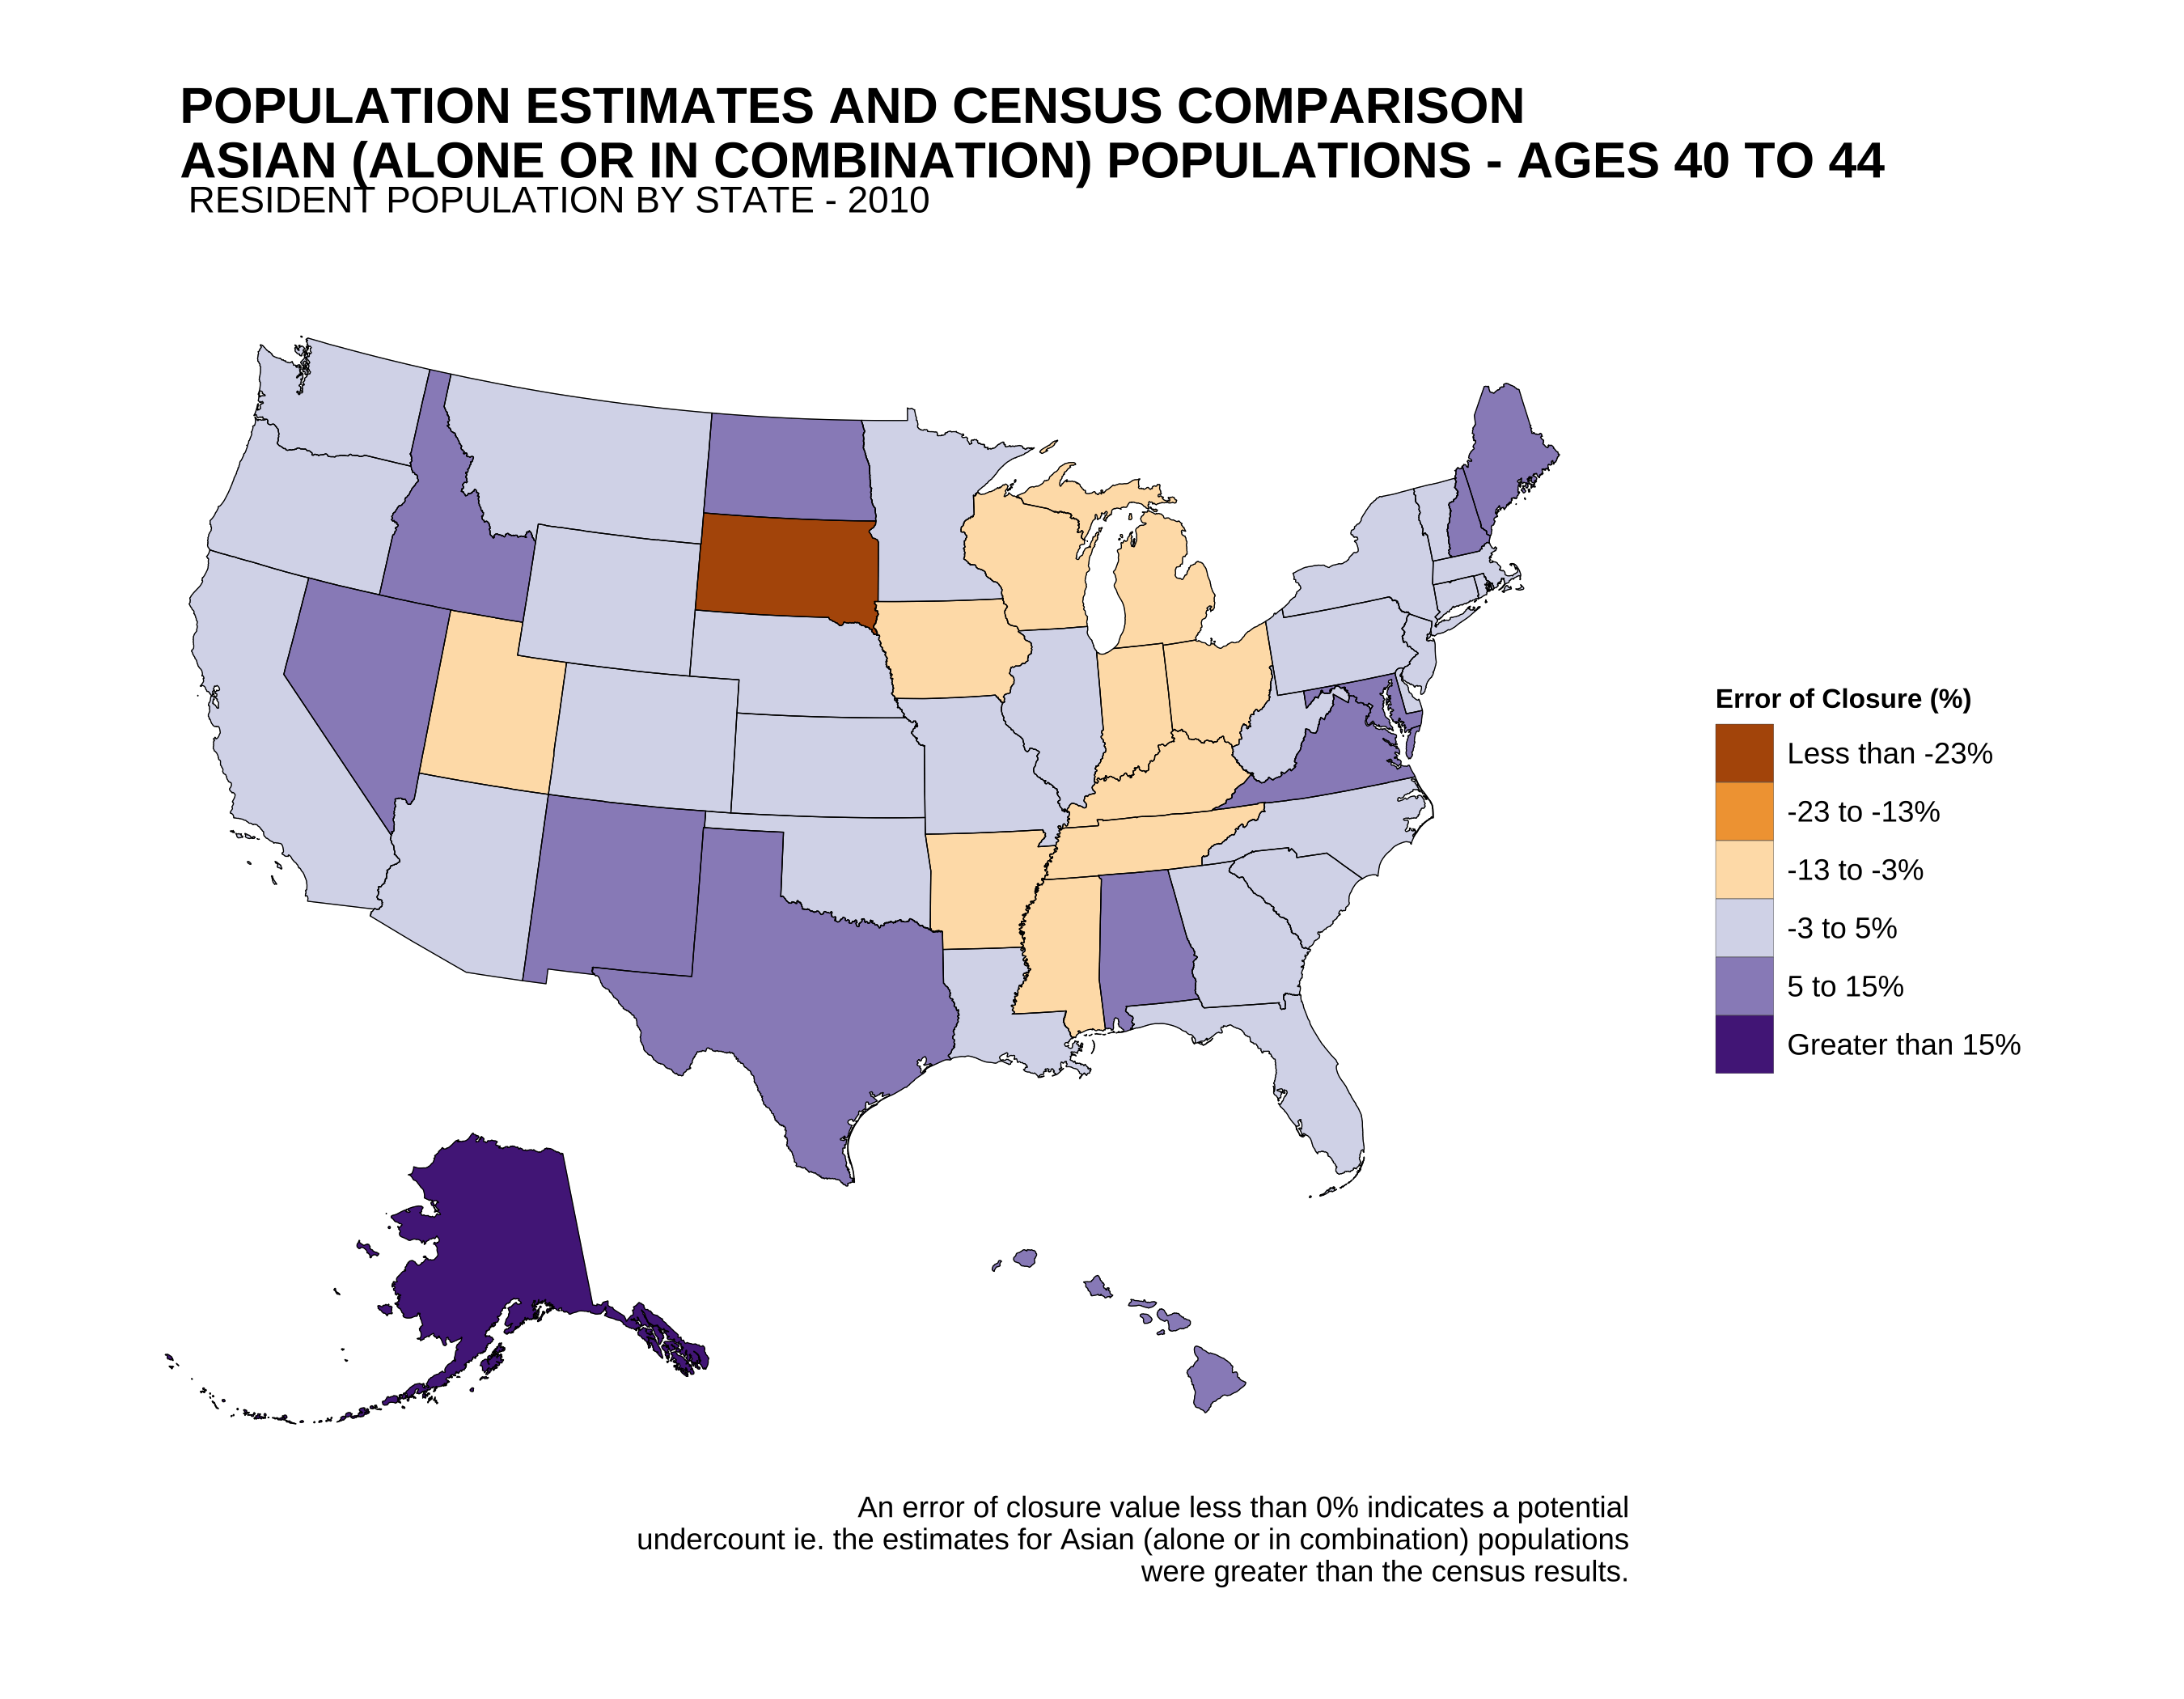 POPULATION ESTIMATES AND CENSUS COMPARISON
ASIAN (ALONE OR IN COMBINATION) POPULATIONS - AGES 40 TO 44
RESIDENT POPULATION BY STATE - 2010
Error of Closure (%)
Less than -23%
-23 to -13%
-13 to -3%
-3 to 5%
5 to 15%
Greater than 15%
An error of closure value less than 0% indicates a potential
undercount ie. the estimates for Asian (alone or in combination) populations
were greater than the census results.